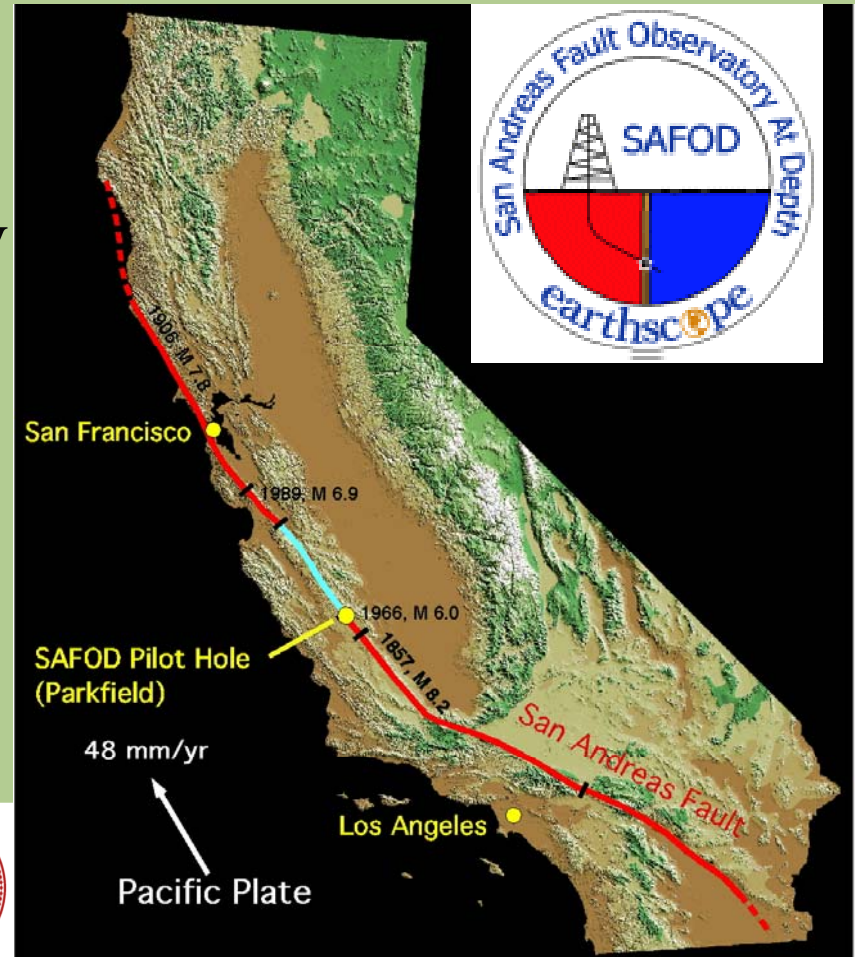 San Andreas Fault Observatory At Depth
SAFOD
earthscope
1906, M 7.8
San Francisco
1989, M 6.9
1966, M 6.0
SAFOD Pilot Hole
(Parkfield)
1857, M 8.2
48 mm/yr
San Andreas Fault
Los Angeles
Pacific Plate